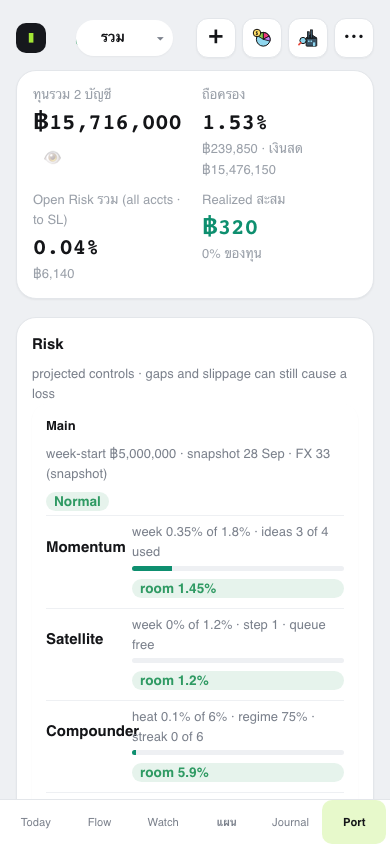 รวม
ทุนรวม 2 บัญชี
฿15,716,000
ถือครอง
1.53%
฿239,850 · เงินสด
฿15,476,150
Open Risk รวม (all accts ·
to SL)
0.04%
฿6,140
Realized สะสม
฿320
0% ของทุน
Risk
projected controls · gaps and slippage can still cause a
loss
Main
week-start ฿5,000,000 · snapshot 28 Sep · FX 33
(snapshot)
Normal
Momentum
week 0.35% of 1.8% · ideas 3 of 4
used
room 1.45%
Satellite
week 0% of 1.2% · step 1 · queue
free
room 1.2%
Compounder
heat 0.1% of 6% · regime 75% ·
streak 0 of 6
room 5.9%
Today
Flow
Watch
แผน
Journal
Port